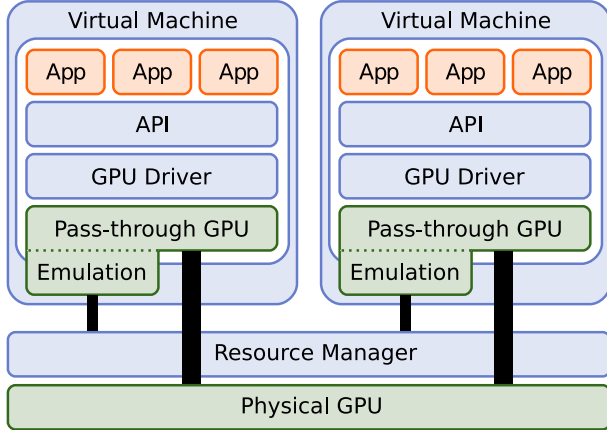 Virtual Machine
App App App
API
GPU Driver
Pass-through GPU
Emulation
Virtual Machine
App App App
API
GPU Driver
Pass-through GPU
Emulation
Resource Manager
Physical GPU